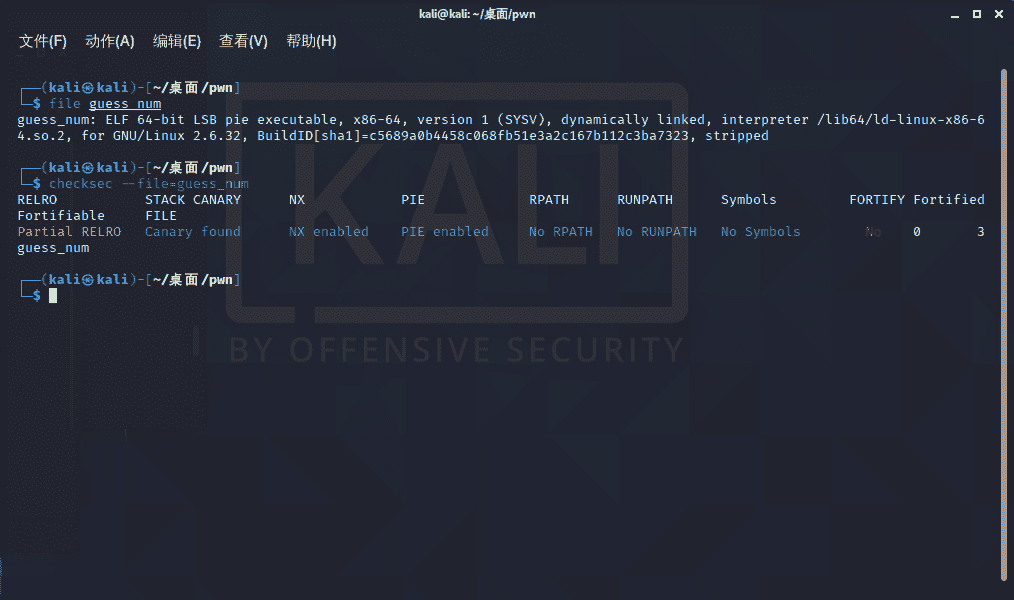 kali@kali: ~/桌面/pwn
文件(F) 动作(A) 编辑(E) 查看(V) 帮助(H)
┌──(kali㉿kali)-[~/桌面/pwn]
└─$ file guess_num
guess_num: ELF 64-bit LSB pie executable, x86-64, version 1 (SYSV), dynamically linked, interpreter /lib64/ld-linux-x86-6
4.so.2, for GNU/Linux 2.6.32, BuildID[sha1]=c5689a0b4458c068fb51e3a2c167b112c3ba7323, stripped
┌──(kali㉿kali)-[~/桌面/pwn]
└─$ checksec --file=guess_num
RELRO STACK CANARY NX PIE RPATH RUNPATH Symbols FORTIFY Fortified
Fortifiable FILE
Partial RELRO Canary found NX enabled PIE enabled No RPATH No RUNPATH No Symbols No 0 3
guess_num
┌──(kali㉿kali)-[~/桌面/pwn]
└─$
KALI
BY OFFENSIVE SECURITY